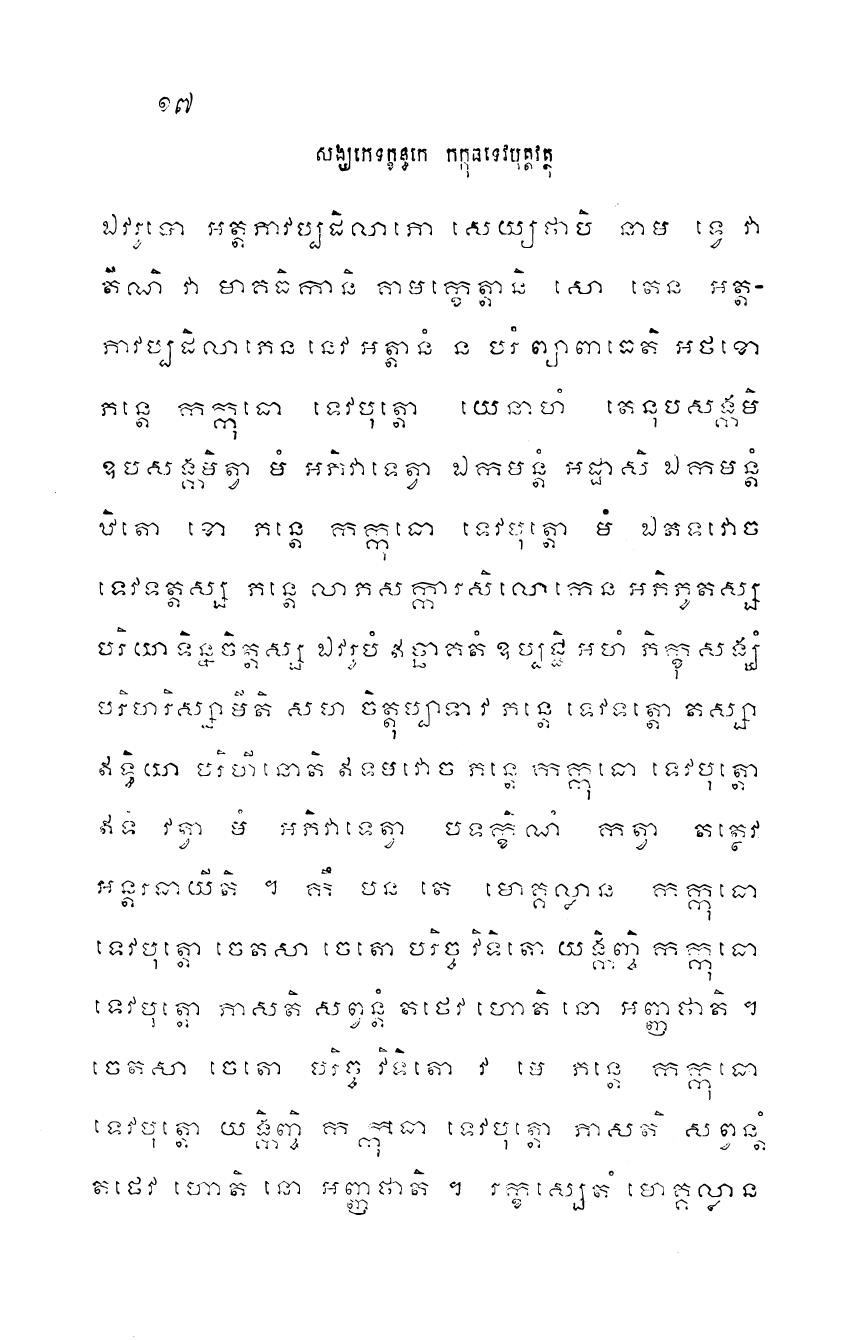 ១៧
សង្ឃភេទក្ខន្ធកេ កក្កុធទេវបុត្តវត្ថុ
ឯវរូបោ អត្តភាវប្បដិលាភោ សេយ្យថាបិ នាម ទ្វេ វា
តីណិ វា មាគធិកានិ គាមក្ខេត្តានិ សោ តេន អត្ត-
ភាវប្បដិលាភេន នេវ អត្តានំ ន បរំ ព្យាពាធេតិ អថខោ
ភន្តេ កក្កុធោ ទេវបុត្តោ យេនាហំ តេនុបសង្កមិ
ឧបសង្កមិត្វា មំ អភិវាទេត្វា ឯកមន្តំ អដ្ឋាសិ ឯកមន្តំ
ឋិតោ ខោ ភន្តេ កក្កុធោ ទេវបុត្តោ មំ ឯតទវោច
ទេវទត្តស្ស ភន្តេ លាភសក្ការសិលោកេន អភិភូតស្ស
បរិយាទិន្នចិត្តស្ស ឯវរូបំ ឥច្ឆាគតំ ឧប្បជ្ជិ អហំ ភិក្ខុសង្ឃំ
បរិហរិស្សាមីតិ សហ ចិត្តុប្បាទាវ ភន្តេ ទេវទត្តោ តស្សា
ឥទ្ធិយា បរិហីនោតិ ឥទមវោច ភន្តេ កក្កុធោ ទេវបុត្តោ
ឥទំ វត្វា មំ អភិវាទេត្វា បទក្ខិណំ កត្វា តត្ថេវ
អន្តរធាយីតិ ។ កឹ បន តេ មោគ្គល្លាន កក្កុធោ
ទេវបុត្តោ ចេតសា ចេតោ បរិច្ច វិទិតោ យង្កិញ្ចិ កក្កុធោ
ទេវបុត្តោ ភាសតិ សព្វន្តំ តថេវ ហោតិ នោ អញ្ញថាតិ ។
ចេតសា ចេតោ បរិច្ច វិទិតោ វ មេ ភន្តេ កក្កុធោ
ទេវបុត្តោ យង្កិញ្ចិ កក្កុធោ ទេវបុត្តោ ភាសតិ សព្វន្តំ
តថេវ ហោតិ នោ អញ្ញថាតិ ។ រក្ខស្សេតំ មោគ្គល្លាន